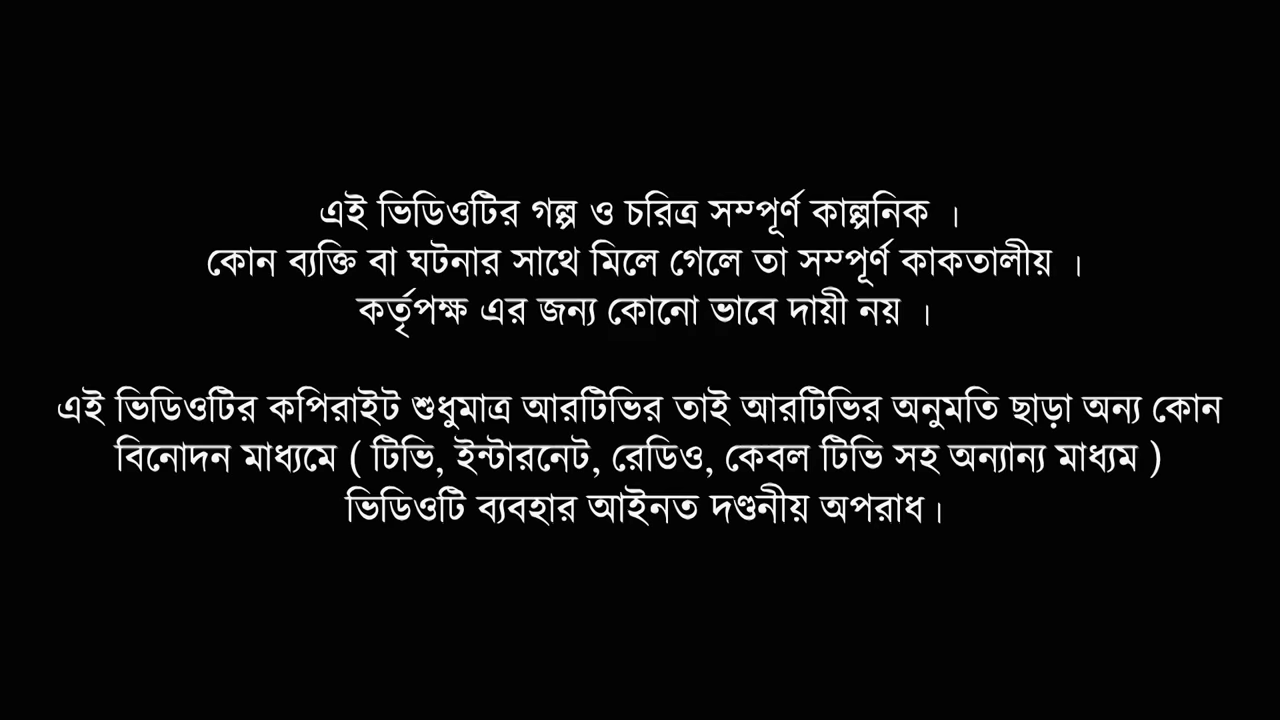 এই ভিডিওটির গল্প ও চরিত্র সম্পূর্ণ কাল্পনিক ।
কোন ব্যক্তি বা ঘটনার সাথে মিলে গেলে তা সম্পূর্ণ কাকতালীয় ।
কর্তৃপক্ষ এর জন্য কোনো ভাবে দায়ী নয় ।
এই ভিডিওটির কপিরাইট শুধুমাত্র আরটিভির তাই আরটিভির অনুমতি ছাড়া অন্য কোন
বিনোদন মাধ্যমে ( টিভি, ইন্টারনেট, রেডিও, কেবল টিভি সহ অন্যান্য মাধ্যম )
ভিডিওটি ব্যবহার আইনত দণ্ডনীয় অপরাধ।